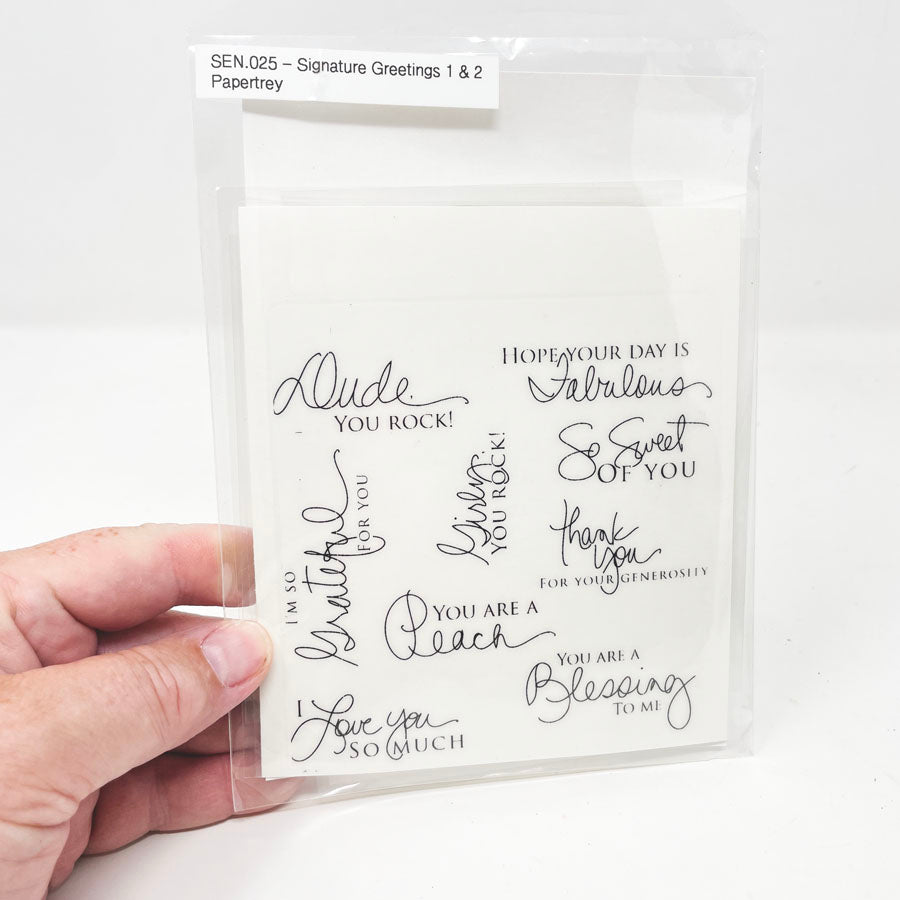 SEN.025 – Signature Greetings 1 & 2
Papertrey
Dude
YOU ROCK!
HOPE YOUR DAY IS
Fabulous
So Sweet
OF YOU
Girly
YOU ROCK!
I'M SO
Grateful
FOR YOU
Thank
you
FOR YOUR GENEROSITY
YOU ARE A
Peach
YOU ARE A
Blessing
TO ME
I
Love you
SO MUCH